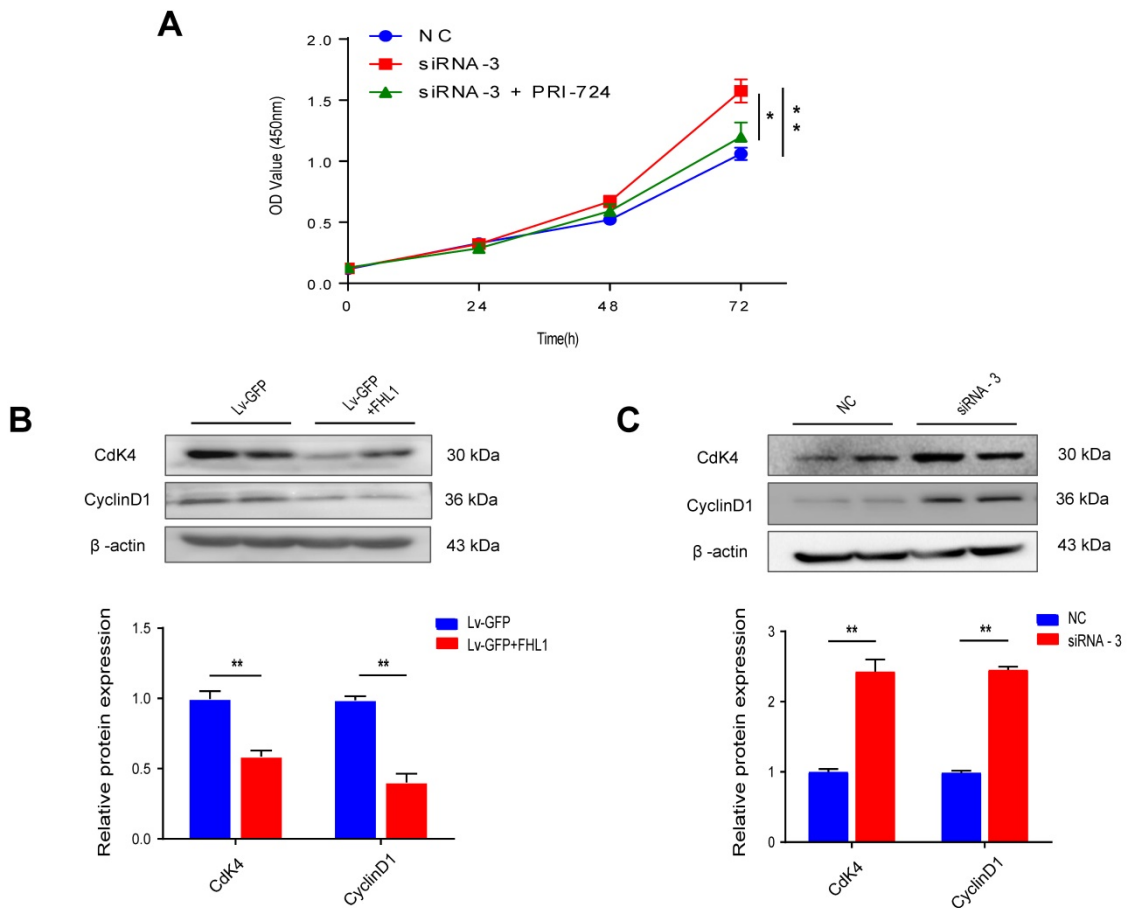 A
NC
siRNA-3
siRNA-3 + PRI-724
2.0
1.5
1.0
0.5
0.0
OD Value (450nm)
0 24 48 72
Time(h)
*
**
B
Lv-GFP
Lv-GFP
+FHL1
CdK4
30 kDa
CyclinD1
36 kDa
β -actin
43 kDa
Lv-GFP
Lv-GFP+FHL1
Relative protein expression
1.5
1.0
0.5
0.0
** **
CdK4
CyclinD1
C
NC
siRNA - 3
CdK4
30 kDa
CyclinD1
36 kDa
β -actin
43 kDa
NC
siRNA - 3
Relative protein expression
3
2
1
0
** **
CdK4
CyclinD1